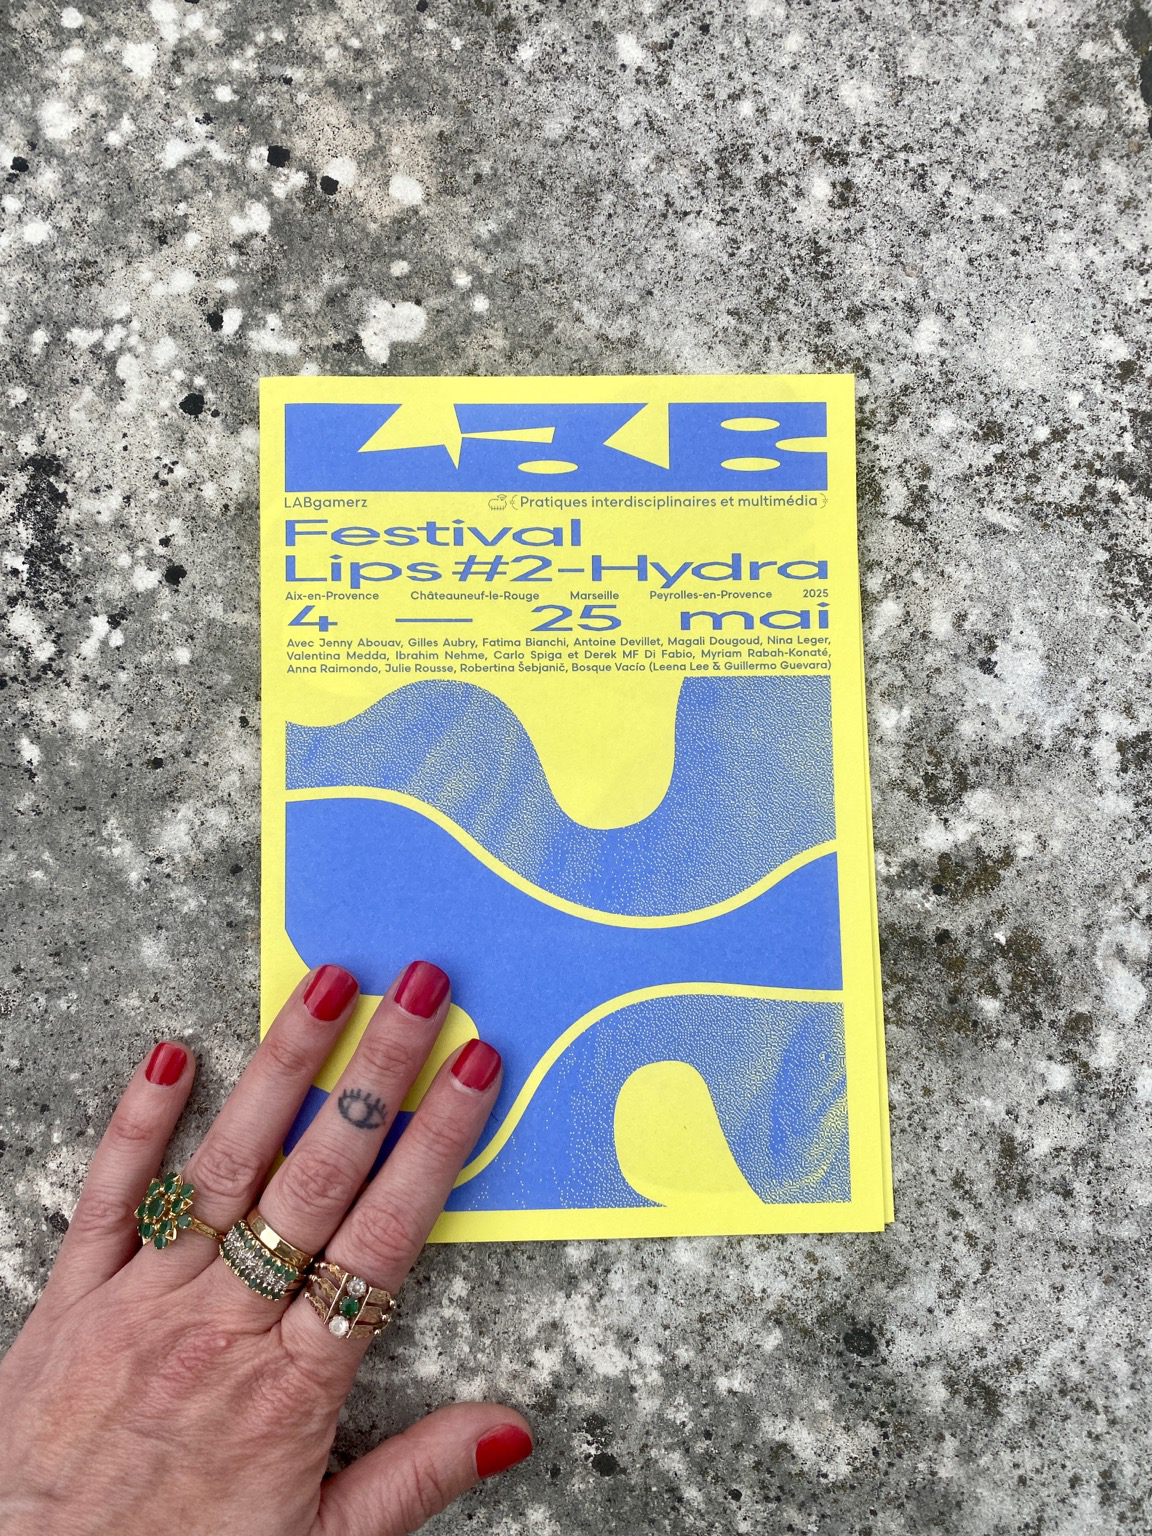 LAB
LABgamerz Pratiques interdisciplinaires et multimédia
Festival
Lips #2-Hydra
Aix-en-Provence Châteauneuf-le-Rouge Marseille Peyrolles-en-Provence 2025
4 — 25 mai
Avec Jenny Abouav, Gilles Aubry, Fatima Bianchi, Antoine Devillet, Magali Dougoud, Nina Leger,
Valentina Medda, Ibrahim Nehme, Carlo Spiga et Derek MF Di Fabio, Myriam Rabah-Konaté,
Anna Raimondo, Julie Rousse, Robertina Šebjanič, Bosque Vacío (Leena Lee & Guillermo Guevara)